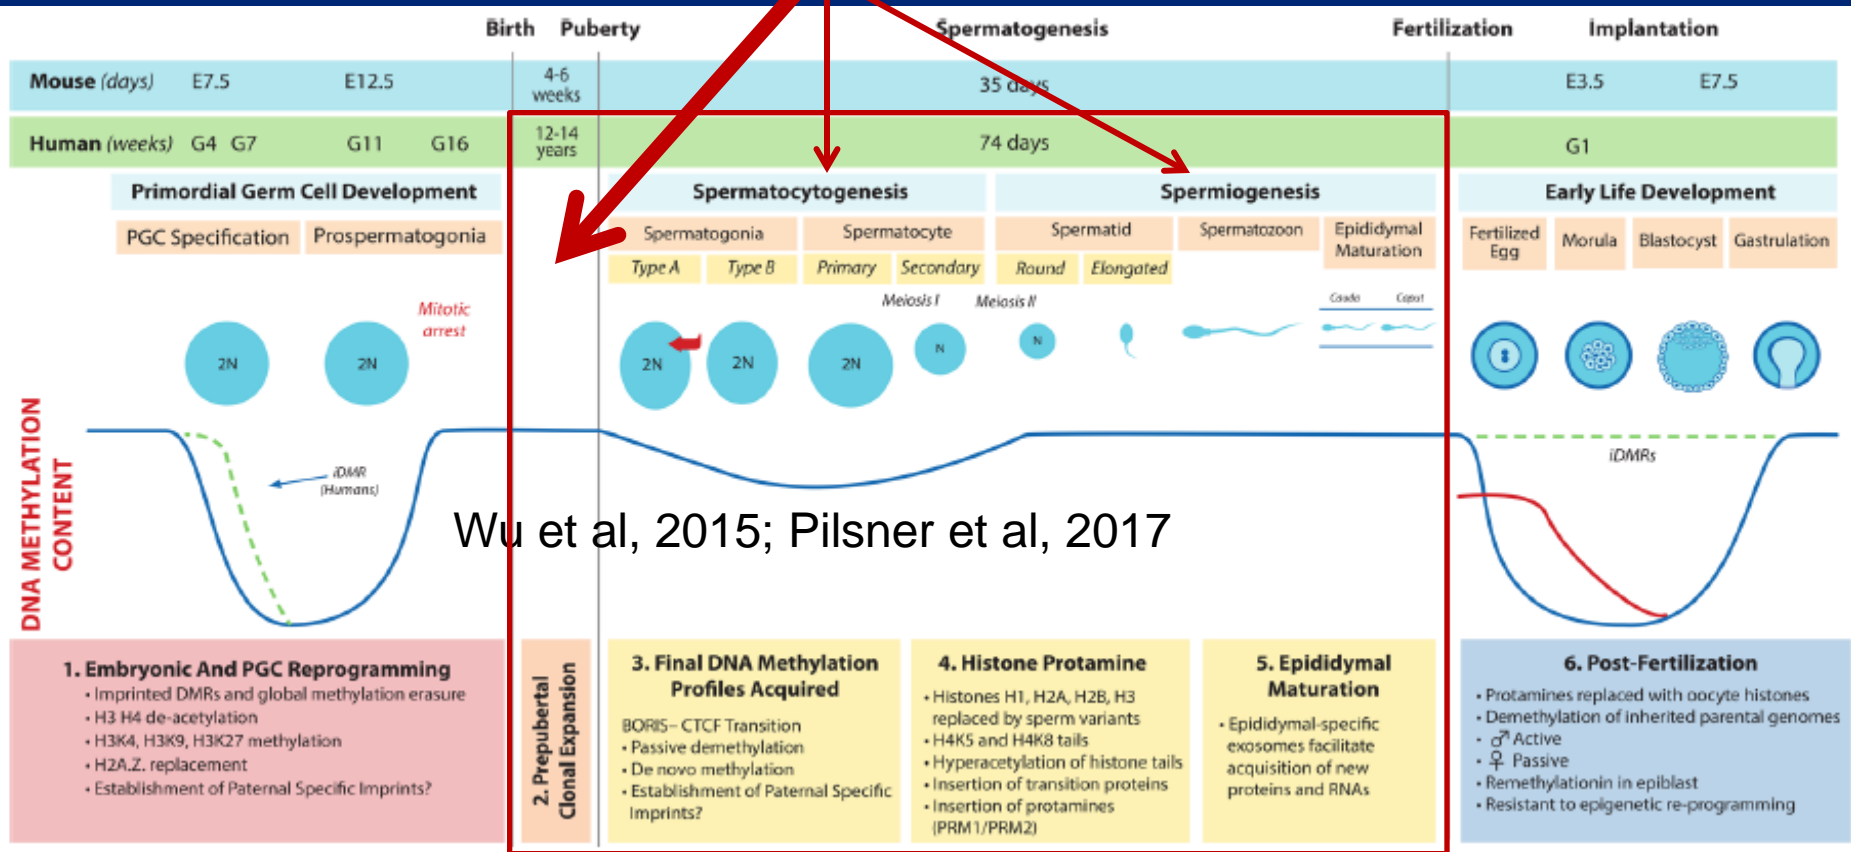 Birth Puberty Spermatogenesis Fertilization Implantation
Mouse (days) E7.5 E12.5 4-6 weeks 35 days E3.5 E7.5
Human (weeks) G4 G7 G11 G16 12-14 years 74 days G1
Primordial Germ Cell Development Spermatocytogenesis Spermiogenesis Early Life Development
PGC Specification Prospermatogonia Spermatogonia Spermatocyte Spermatid Spermatozoon Epididymal Maturation Fertilized Egg Morula Blastocyst Gastrulation
Type A Type B Primary Secondary Round Elongated
Meiosis I Meiosis II
Cauda Caput
Mitotic
arrest
2N 2N 2N 2N 2N N N
DNA METHYLATION
CONTENT
iDMR
(Humans)
iDMRs
Wu et al, 2015; Pilsner et al, 2017
1. Embryonic And PGC Reprogramming
• Imprinted DMRs and global methylation erasure
• H3 H4 de-acetylation
• H3K4, H3K9, H3K27 methylation
• H2A.Z. replacement
• Establishment of Paternal Specific Imprints?
2. Prepubertal
Clonal Expansion
3. Final DNA Methylation
Profiles Acquired
BORIS– CTCF Transition
• Passive demethylation
• De novo methylation
• Establishment of Paternal Specific
Imprints?
4. Histone Protamine
• Histones H1, H2A, H2B, H3
replaced by sperm variants
• H4K5 and H4K8 tails
• Hyperacetylation of histone tails
• Insertion of transition proteins
• Insertion of protamines
(PRM1/PRM2)
5. Epididymal
Maturation
• Epididymal-specific
exosomes facilitate
acquisition of new
proteins and RNAs
6. Post-Fertilization
• Protamines replaced with oocyte histones
• Demethylation of inherited parental genomes
• ♂ Active
• ♀ Passive
• Remethylationin in epiblast
• Resistant to epigenetic re-programming